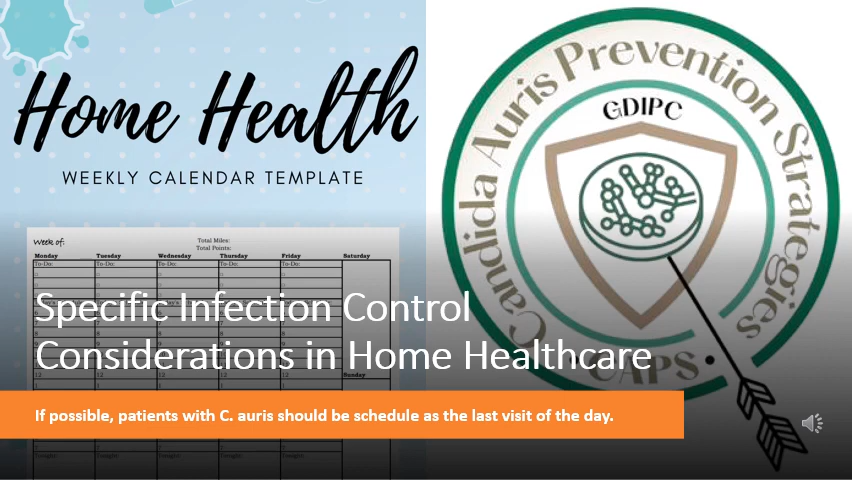 Home Health
WEEKLY CALENDAR TEMPLATE
Week of:
Total Miles:
Total Points:
Monday Tuesday Wednesday Thursday Friday Saturday
To-Do: To-Do: To-Do: To-Do: To-Do:
Sunday
Candida Auris Prevention Strategies
GDIPC
• CAPS •
Specific Infection Control
Considerations in Home Healthcare
If possible, patients with C. auris should be schedule as the last visit of the day.